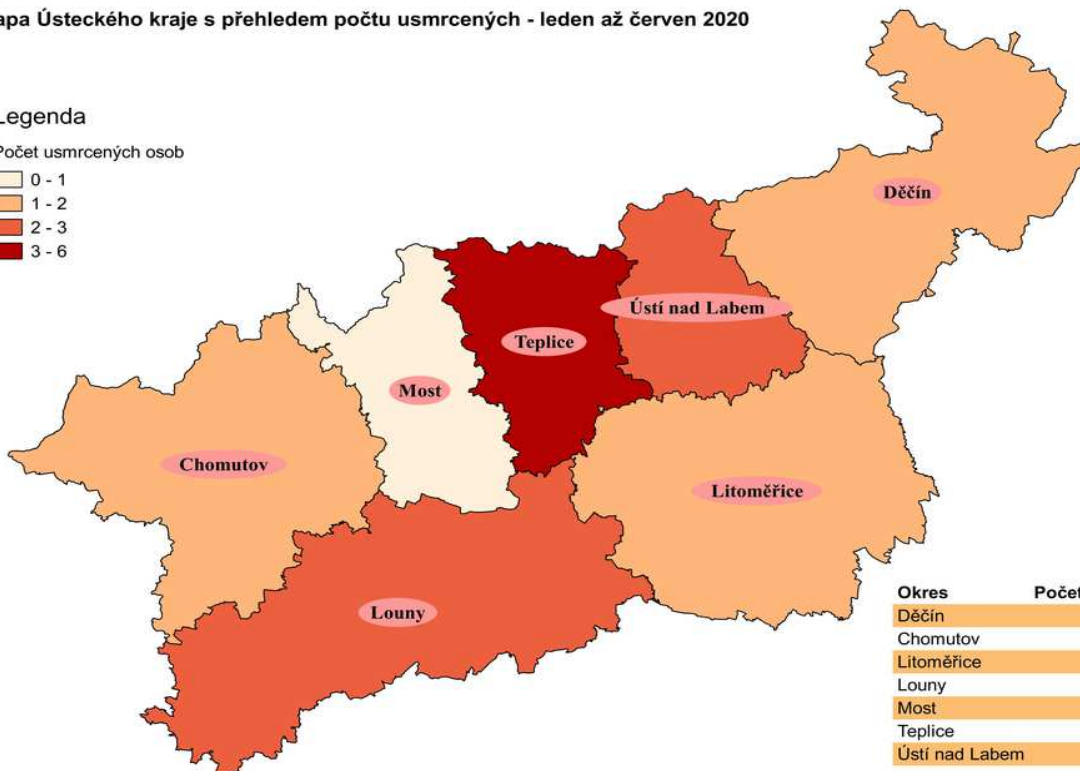 apa Ústeckého kraje s přehledem počtu usmrcených - leden až červen 2020
Legenda
Počet usmrcených osob
0 - 1
1 - 2
2 - 3
3 - 6
Děčín
Ústí nad Labem
Teplice
Most
Chomutov
Litoměřice
Louny
Okres Počet
Děčín
Chomutov
Litoměřice
Louny
Most
Teplice
Ústí nad Labem